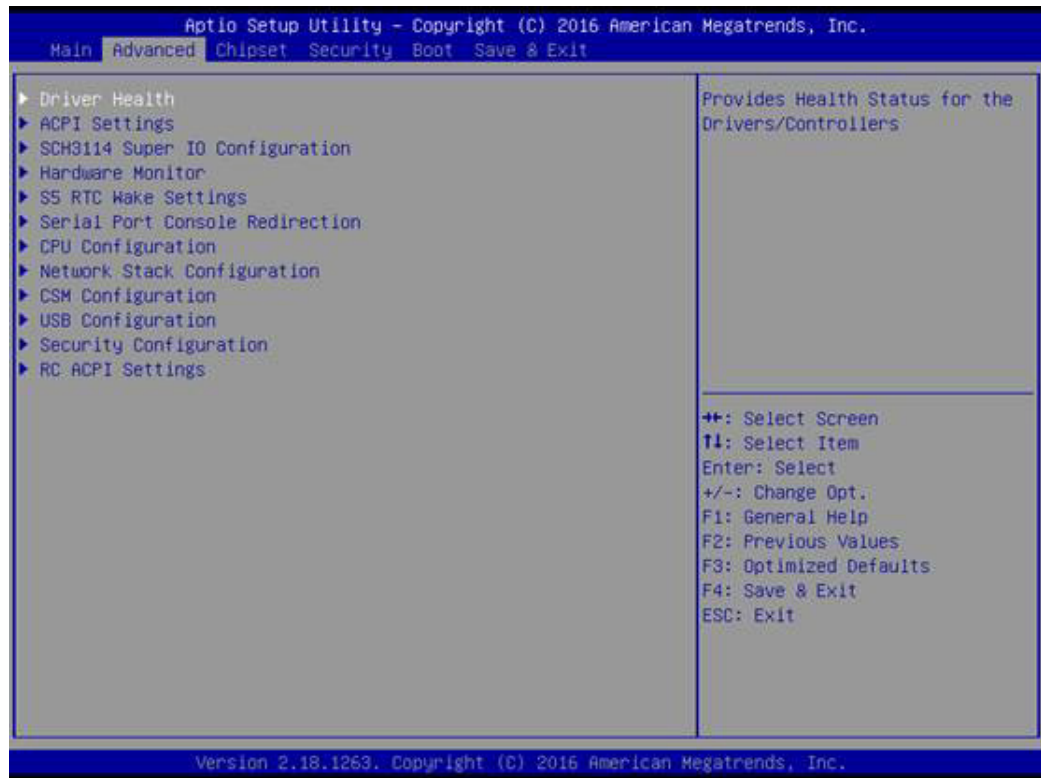 Aptio Setup Utility – Copyright (C) 2016 American Megatrends, Inc.
Main Advanced Chipset Security Boot Save & Exit
▶ Driver Health
▶ ACPI Settings
▶ SCH3114 Super IO Configuration
▶ Hardware Monitor
▶ S5 RTC Wake Settings
▶ Serial Port Console Redirection
▶ CPU Configuration
▶ Network Stack Configuration
▶ CSM Configuration
▶ USB Configuration
▶ Security Configuration
▶ RC ACPI Settings
Provides Health Status for the
Drivers/Controllers
→←: Select Screen
↑↓: Select Item
Enter: Select
+/-: Change Opt.
F1: General Help
F2: Previous Values
F3: Optimized Defaults
F4: Save & Exit
ESC: Exit
Version 2.18.1263. Copyright (C) 2016 American Megatrends, Inc.